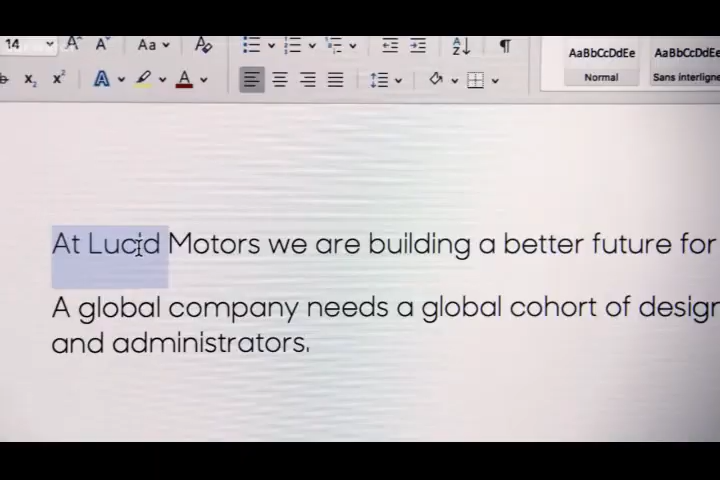 14 Aa
AaBbCcDdEe AaBbCcDdEe
Normal Sans interligne
At Lucid Motors we are building a better future for
A global company needs a global cohort of design
and administrators.